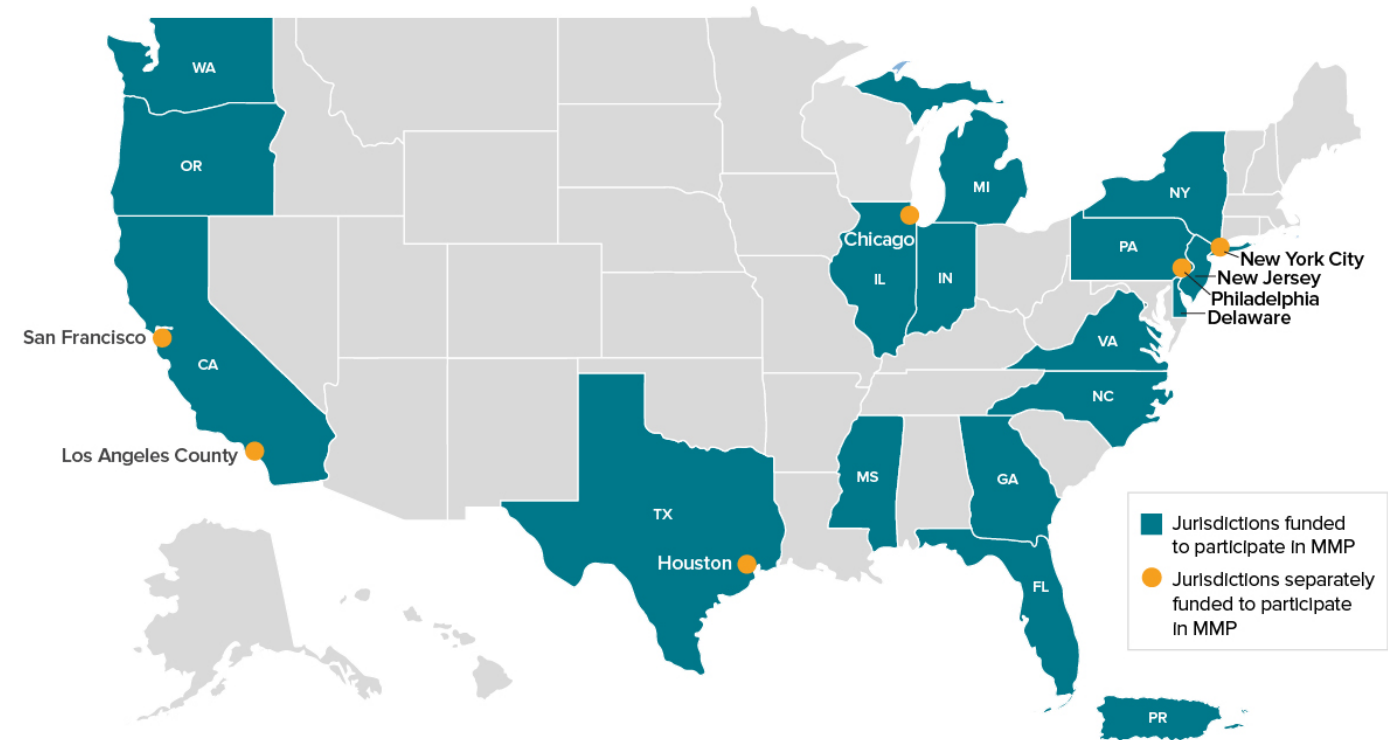 WA
OR
MI
NY
Chicago
PA
New York City
IL
IN
New Jersey
Philadelphia
Delaware
San Francisco
VA
CA
NC
Los Angeles County
MS
GA
TX
Houston
FL
PR
Jurisdictions funded
to participate in MMP
Jurisdictions separately
funded to participate
in MMP